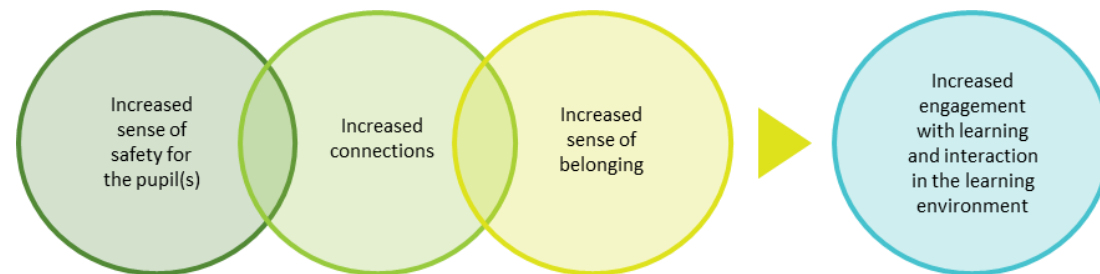 Increased
sense of
safety for
the pupil(s)
Increased
connections
Increased
sense of
belonging
Increased
engagement
with learning
and interaction
in the learning
environment